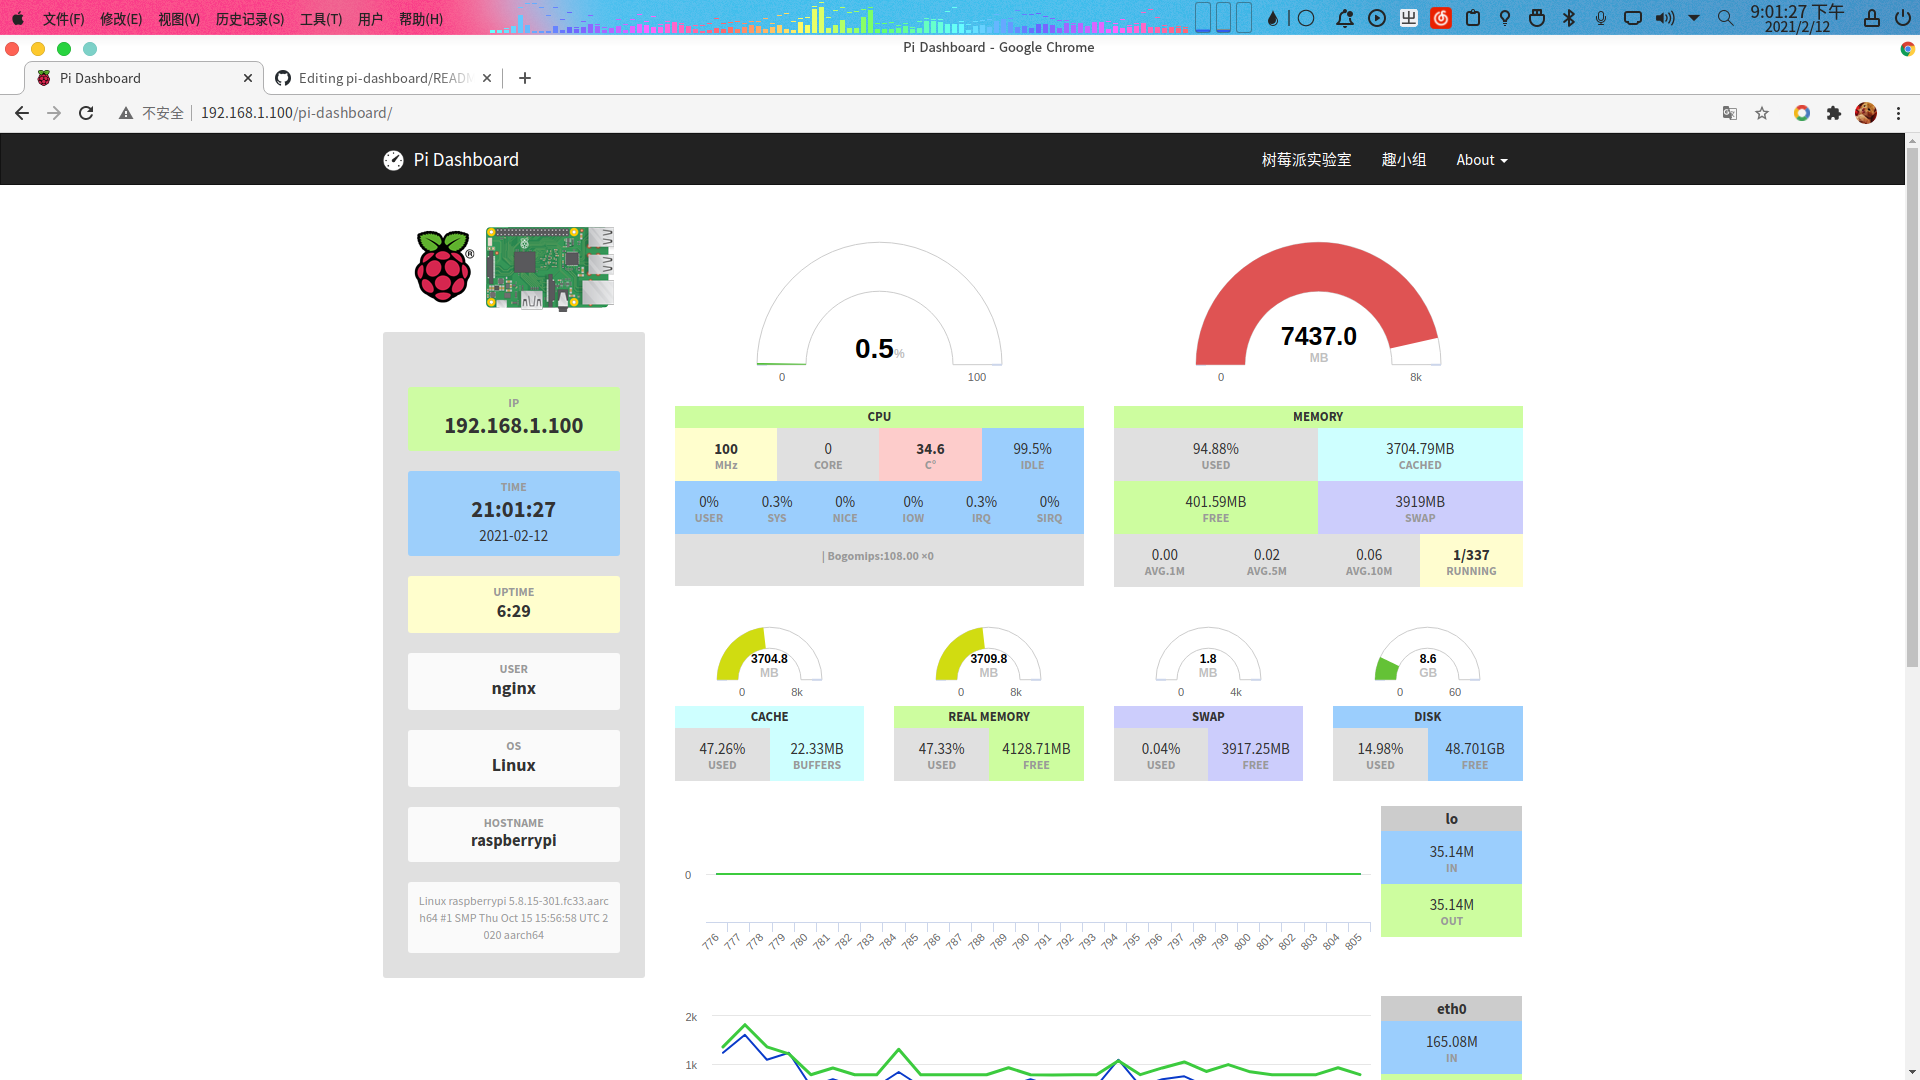 文件(F) 修改(E) 视图(V) 历史记录(S) 工具(T) 用户 帮助(H)
9:01:27 下午
2021/2/12
Pi Dashboard - Google Chrome
Pi Dashboard
Editing pi-dashboard/READM
不安全 192.168.1.100/pi-dashboard/
Pi Dashboard
树莓派实验室 趣小组 About
IP
192.168.1.100
TIME
21:01:27
2021-02-12
UPTIME
6:29
USER
nginx
OS
Linux
HOSTNAME
raspberrypi
Linux raspberrypi 5.8.15-301.fc33.aarc
h64 #1 SMP Thu Oct 15 15:56:58 UTC 2
020 aarch64
0.5%
0 100
CPU
100 0 34.6 99.5%
MHz CORE C° IDLE
0% 0.3% 0% 0% 0.3% 0%
USER SYS NICE IOW IRQ SIRQ
| Bogomips:108.00 ×0
7437.0
MB
0 8k
MEMORY
94.88% 3704.79MB
USED CACHED
401.59MB 3919MB
FREE SWAP
0.00 0.02 0.06 1/337
AVG.1M AVG.5M AVG.10M RUNNING
3704.8
MB
0 8k
CACHE
47.26% 22.33MB
USED BUFFERS
3709.8
MB
0 8k
REAL MEMORY
47.33% 4128.71MB
USED FREE
1.8
MB
0 4k
SWAP
0.04% 3917.25MB
USED FREE
8.6
GB
0 60
DISK
14.98% 48.701GB
USED FREE
0
776 777 778 779 780 781 782 783 784 785 786 787 788 789 790 791 792 793 794 795 796 797 798 799 800 801 802 803 804 805
lo
35.14M
IN
35.14M
OUT
2k
1k
eth0
165.08M
IN